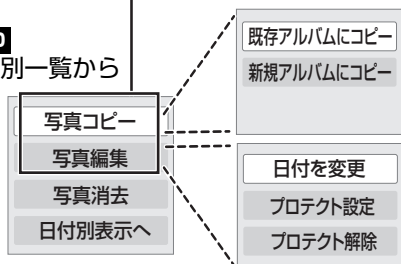 別一覧から
写真コピー
写真編集
写真消去
日付別表示へ
既存アルバムにコピー
新規アルバムにコピー
日付を変更
プロテクト設定
プロテクト解除